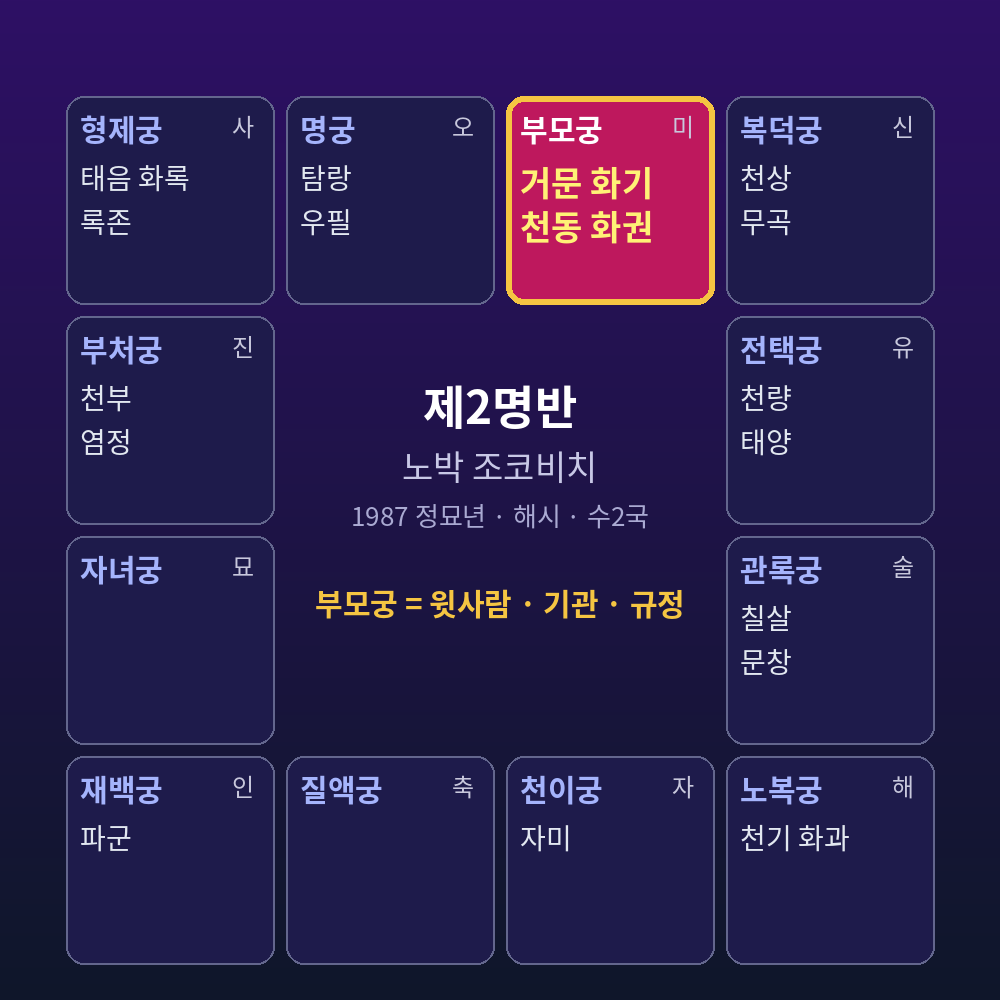 형제궁 사
태음 화록
록존
명궁 오
탐랑
우필
부모궁 미
거문 화기
천동 화권
복덕궁 신
천상
무곡
부처궁 진
천부
염정
제2명반
노박 조코비치
1987 정묘년 · 해시 · 수2국
부모궁 = 윗사람 · 기관 · 규정
전택궁 유
천량
태양
자녀궁 묘
관록궁 술
칠살
문창
재백궁 인
파군
질액궁 축
천이궁 자
자미
노복궁 해
천기 화과